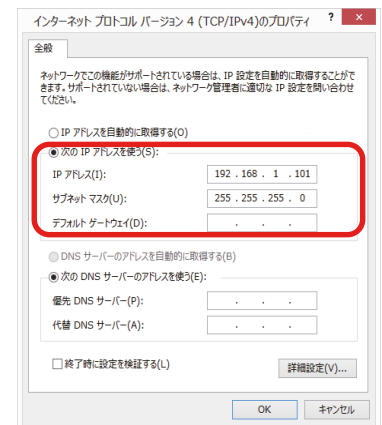 インターネット プロトコル バージョン 4 (TCP/IPv4)のプロパティ ? ×
全般
ネットワークでこの機能がサポートされている場合は、IP 設定を自動的に取得することがで
きます。サポートされていない場合は、ネットワーク管理者に適切な IP 設定を問い合わせ
てください。
IP アドレスを自動的に取得する(O)
次の IP アドレスを使う(S):
IP アドレス(I): 192 . 168 . 1 . 101
サブネット マスク(U): 255 . 255 . 255 . 0
デフォルト ゲートウェイ(D): . . .
DNS サーバーのアドレスを自動的に取得する(B)
次の DNS サーバーのアドレスを使う(E):
優先 DNS サーバー(P): . . .
代替 DNS サーバー(A): . . .
終了時に設定を検証する(L)
詳細設定(V)...
OK キャンセル